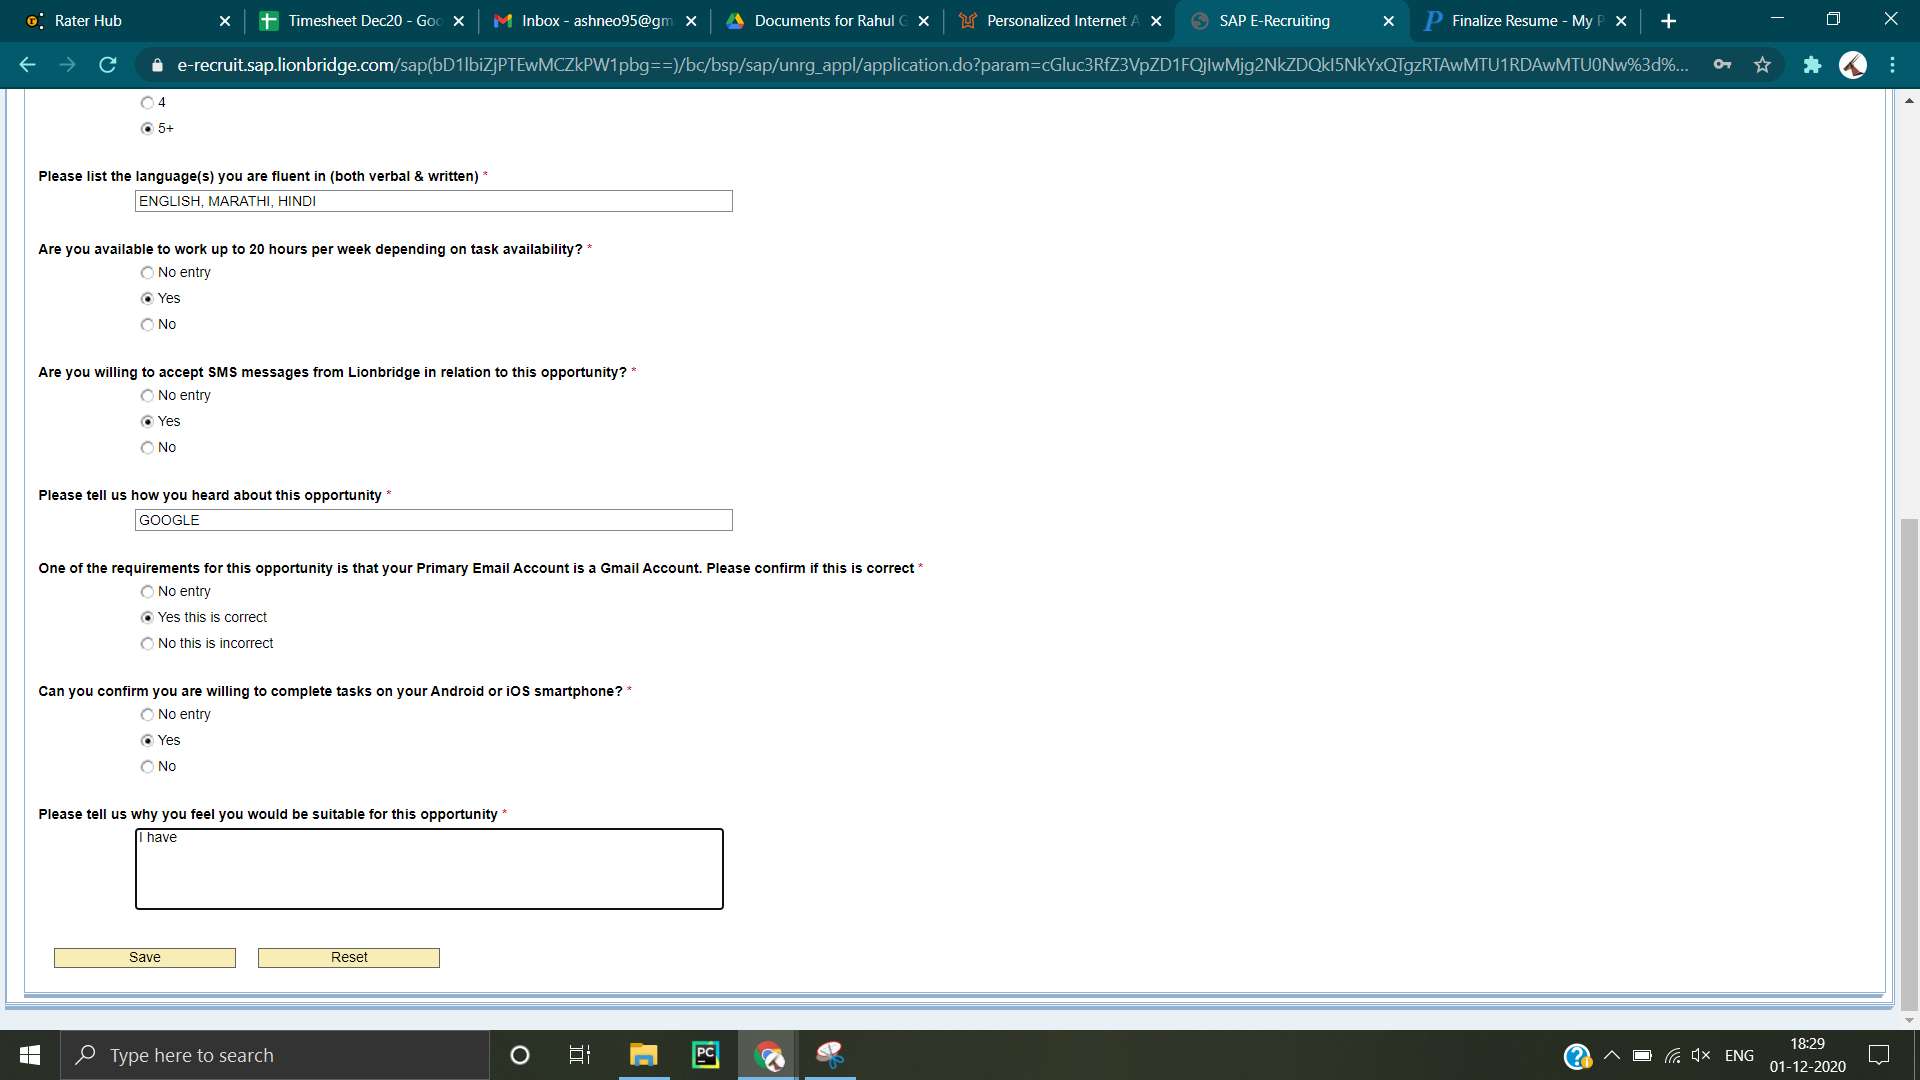 Rater Hub
Timesheet Dec20 - Goo
Inbox - ashneo95@gm
Documents for Rahul G
Personalized Internet A
SAP E-Recruiting
Finalize Resume - My P
e-recruit.sap.lionbridge.com/sap(bD1lbiZjPTEwMCZkPW1pbg==)/bc/bsp/sap/unrg_appl/application.do?param=cGluc3RfZ3VpZD1FQjIwMjg2NkZDQkI5NkYxQTgzRTAwMTU1RDAwMTU0Nw%3d%...
4
5+
Please list the language(s) you are fluent in (both verbal & written) *
ENGLISH, MARATHI, HINDI
Are you available to work up to 20 hours per week depending on task availability? *
No entry
Yes
No
Are you willing to accept SMS messages from Lionbridge in relation to this opportunity? *
No entry
Yes
No
Please tell us how you heard about this opportunity *
GOOGLE
One of the requirements for this opportunity is that your Primary Email Account is a Gmail Account. Please confirm if this is correct *
No entry
Yes this is correct
No this is incorrect
Can you confirm you are willing to complete tasks on your Android or iOS smartphone? *
No entry
Yes
No
Please tell us why you feel you would be suitable for this opportunity *
I have
Save
Reset
Type here to search
PC
ENG
18:29
01-12-2020